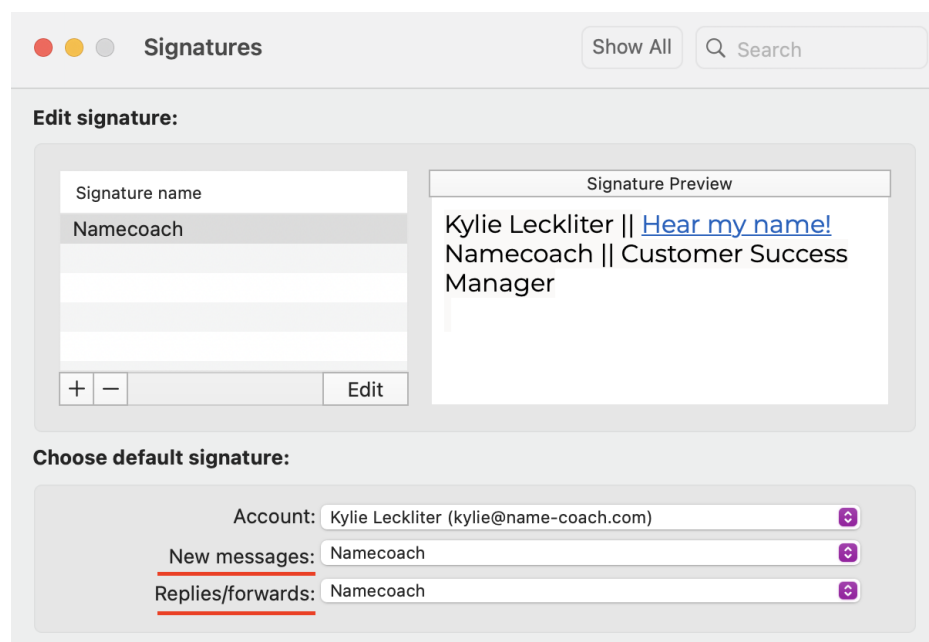 Signatures
Show All
Search
Edit signature:
Signature name
Namecoach
Edit
Signature Preview
Kylie Leckliter || Hear my name!
Namecoach || Customer Success
Manager
Choose default signature:
Account: Kylie Leckliter (kylie@name-coach.com)
New messages: Namecoach
Replies/forwards: Namecoach